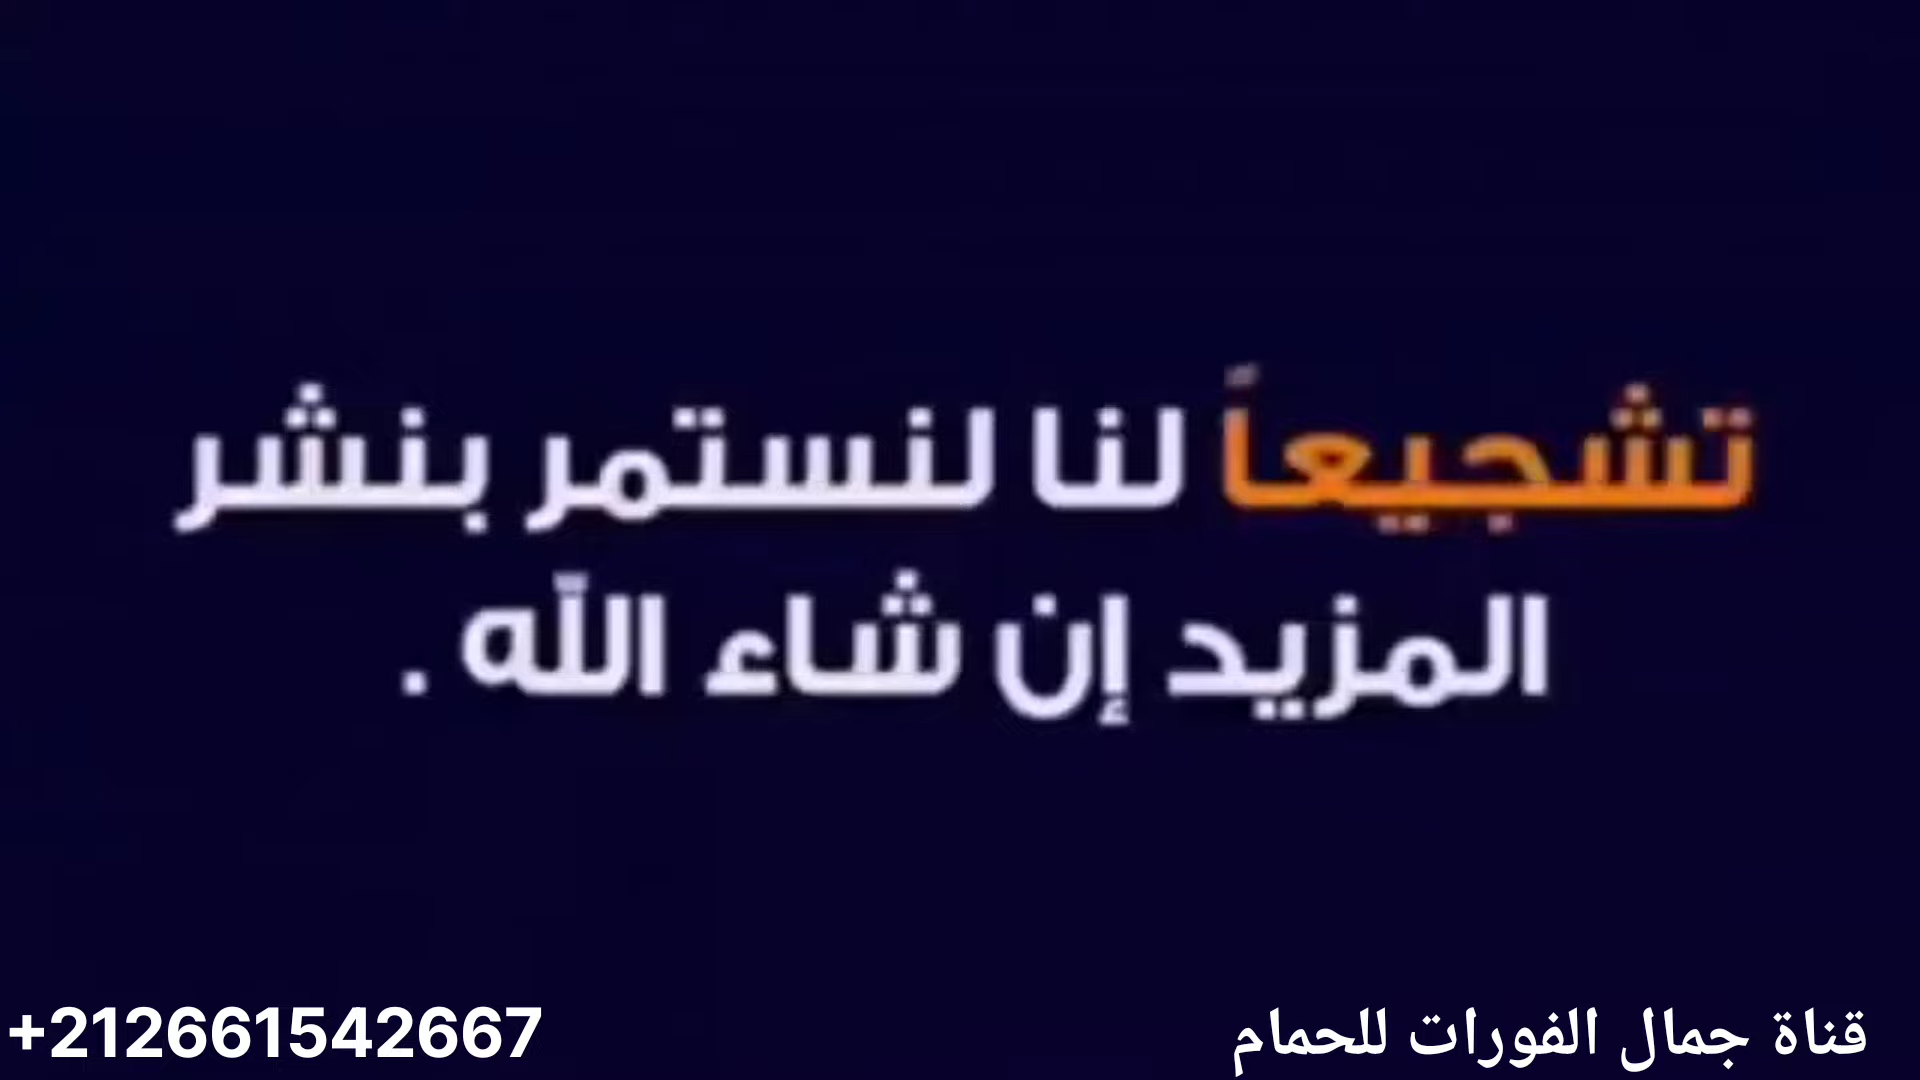 تشجيعاً لنا لنستمر بنشر
المزيد إن شاء الله .
+212661542667
قناة جمال الفورات للحمام